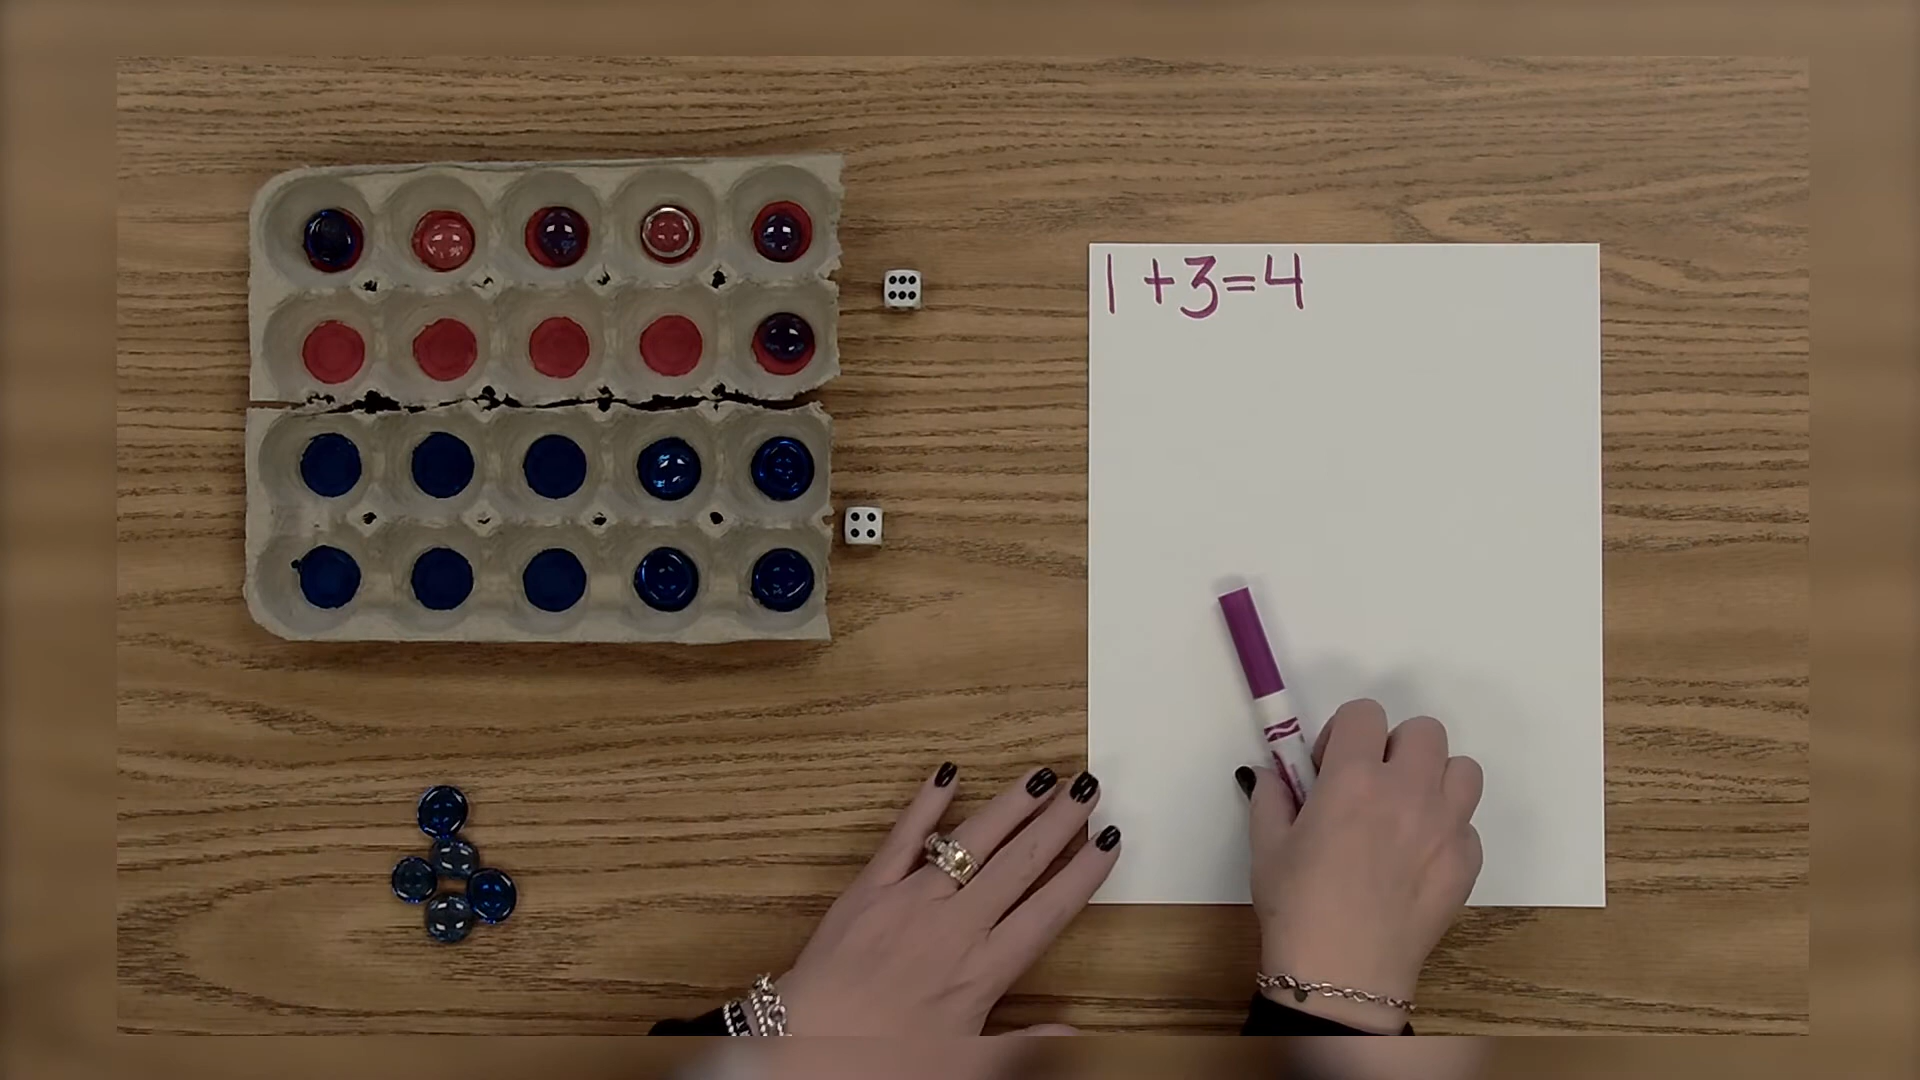 1 + 3 = 4